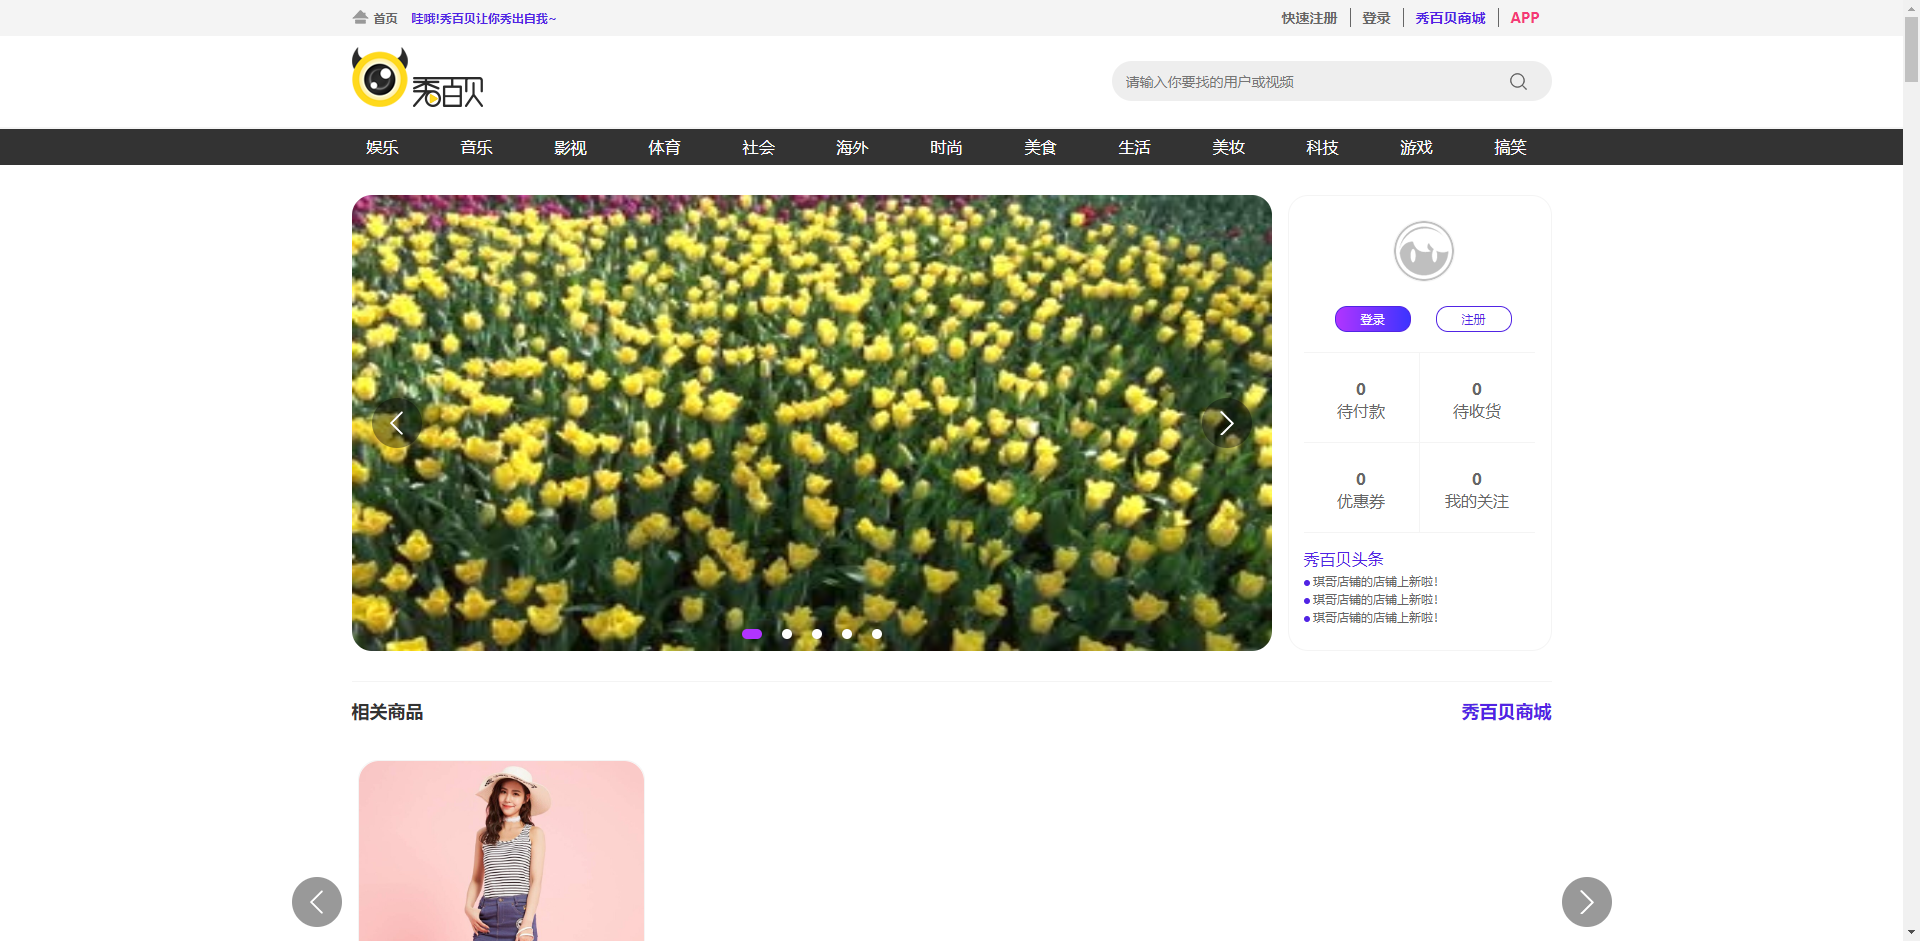 首页 哇哦!秀百贝让你秀出自我~ 快速注册 登录 秀百贝商城 APP
秀百贝
请输入你要找的用户或视频
娱乐 音乐 影视 体育 社会 海外 时尚 美食 生活 美妆 科技 游戏 搞笑
登录 注册
0 0
待付款 待收货
0 0
优惠券 我的关注
秀百贝头条
琪哥店铺的店铺上新啦!
琪哥店铺的店铺上新啦!
琪哥店铺的店铺上新啦!
相关商品 秀百贝商城